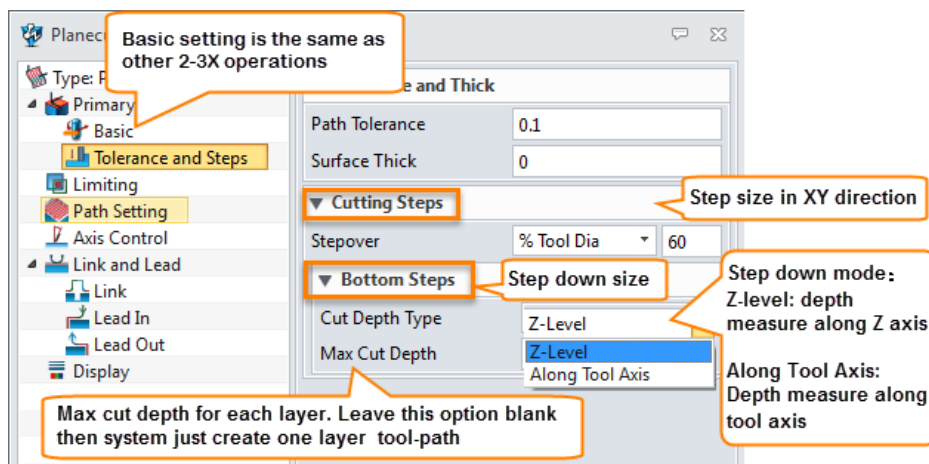 Planec
Basic setting is the same as
other 2-3X operations
Type: P
Primary
Basic
Tolerance and Steps
Limiting
Path Setting
Axis Control
Link and Lead
Link
Lead In
Lead Out
Display
e and Thick
Path Tolerance 0.1
Surface Thick 0
Cutting Steps
Step size in XY direction
Stepover % Tool Dia 60
Bottom Steps
Step down size
Cut Depth Type Z-Level
Max Cut Depth Z-Level
Along Tool Axis
Step down mode：
Z-level: depth
measure along Z axis
Along Tool Axis:
Depth measure along
tool axis
Max cut depth for each layer. Leave this option blank
then system just create one layer tool-path